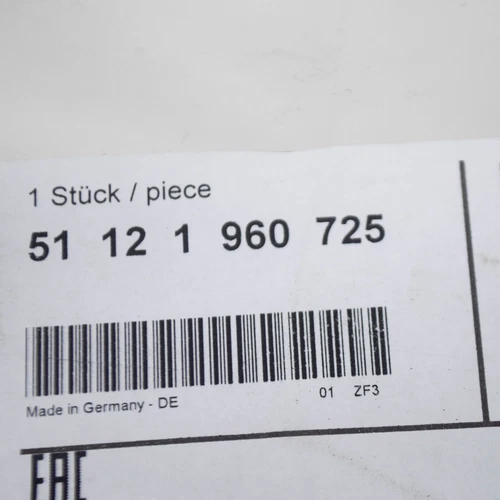 1 Stück / piece
51 12 1 960 725
Made in Germany - DE 01 ZF3
EAC